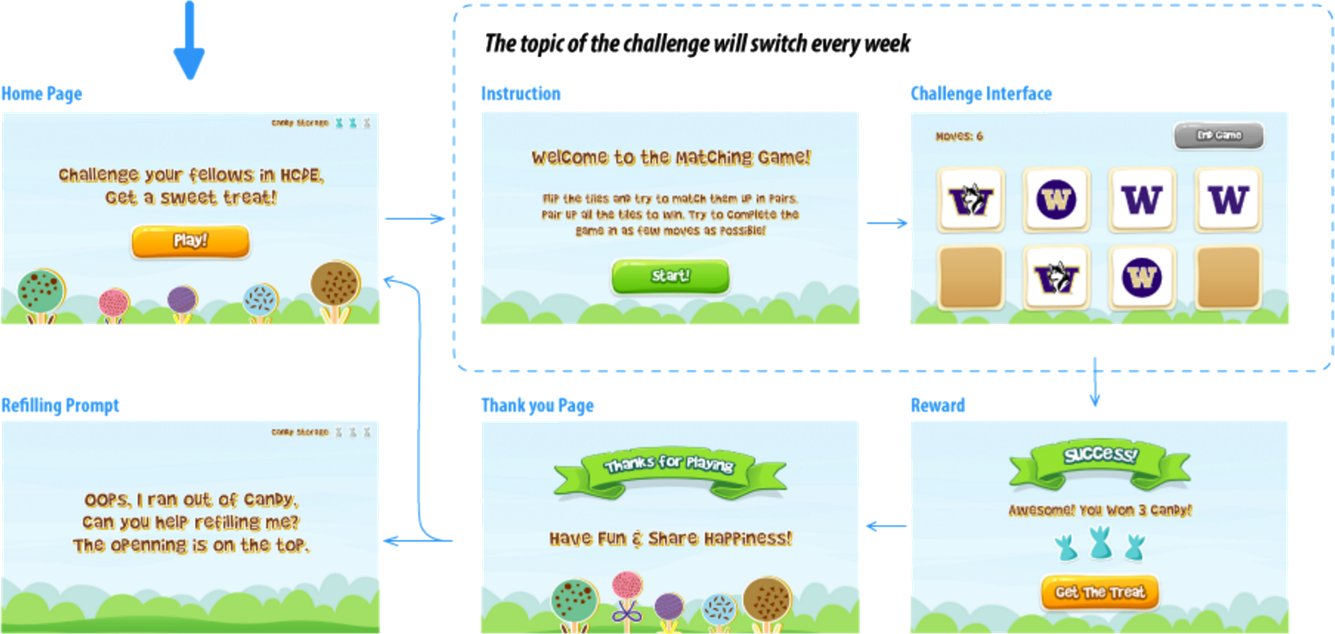 The topic of the challenge will switch every week
Home Page
Candy Storage
Challenge your fellows in HCDE,
Get a sweet treat!
Play!
Instruction
Welcome to the Matching Game!
Flip the tiles and try to match them up in pairs.
Pair up all the tiles to win. Try to complete the
game in as few moves as possible!
Start!
Challenge Interface
Moves: 6
End Game
W
W
W
W
W
W
Refilling Prompt
Candy Storage
OOPS, I ran out of candy,
Can you help refilling me?
The openning is on the top.
Thank you Page
Thanks for Playing
Have Fun & Share Happiness!
Reward
SUCCESS!
Awesome! You Won 3 Candy!
Get The Treat